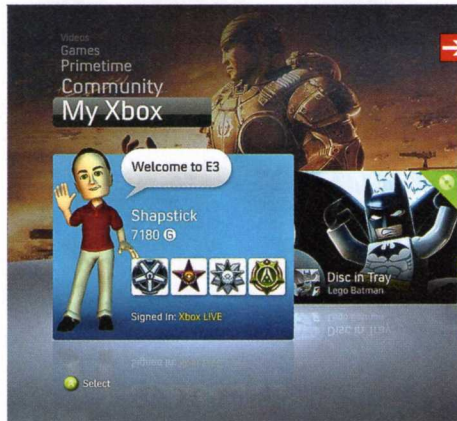 Videos
Games
Primetime
Community
My Xbox
Welcome to E3
Shapstick
7180 G
Signed In: Xbox LIVE
Disc in Tray
Lego Batman
A Select